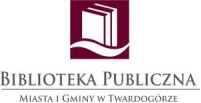 BIBLIOTEKA PUBLICZNA
MIASTA I GMINY W TWARDOGÓRZE